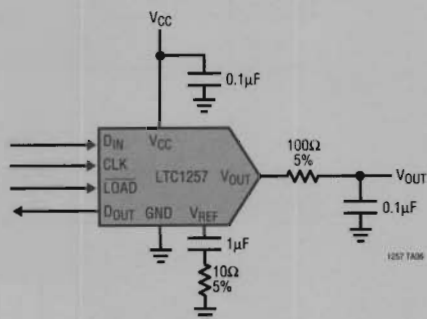 VCC
0.1µF
DIN
VCC
CLK
LTC1257
VOUT
LOAD
DOUT
GND
VREF
100Ω
5%
VOUT
0.1µF
1µF
10Ω
5%
1257 TA06